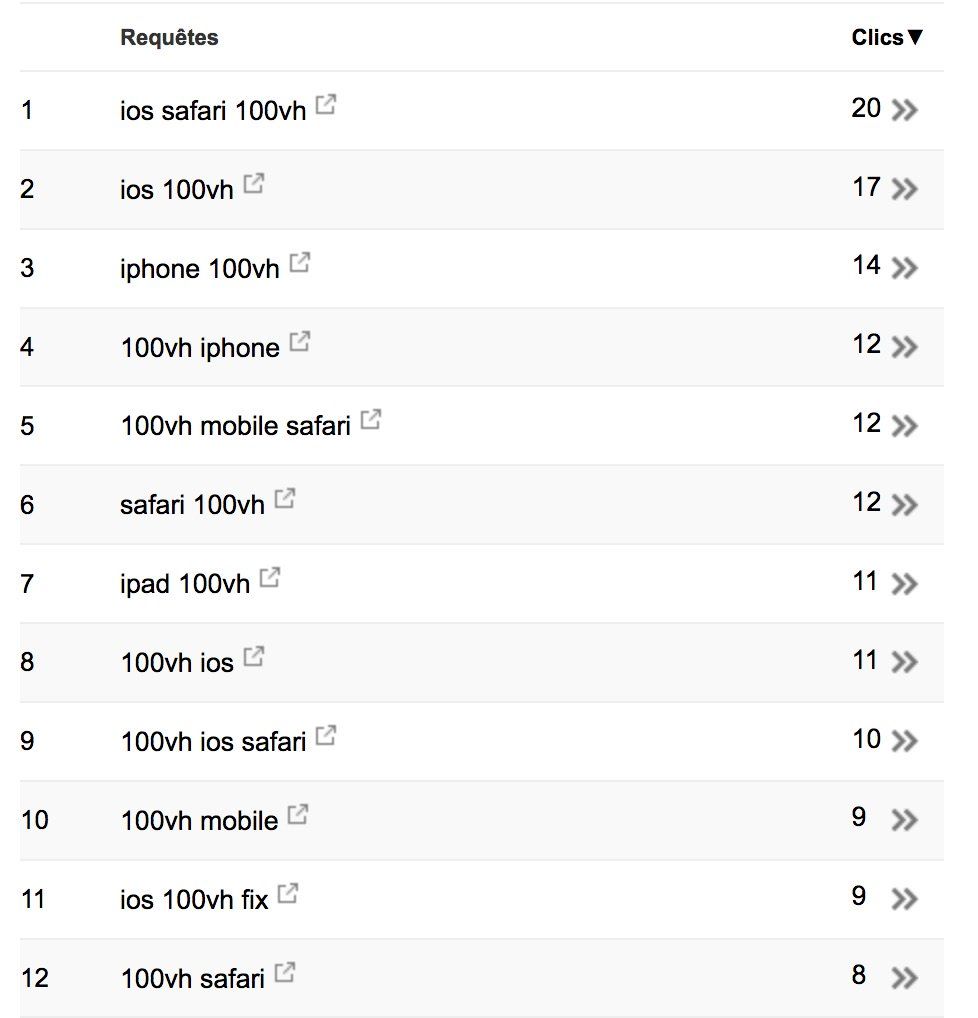 Requêtes Clics▼
1 ios safari 100vh 20
2 ios 100vh 17
3 iphone 100vh 14
4 100vh iphone 12
5 100vh mobile safari 12
6 safari 100vh 12
7 ipad 100vh 11
8 100vh ios 11
9 100vh ios safari 10
10 100vh mobile 9
11 ios 100vh fix 9
12 100vh safari 8